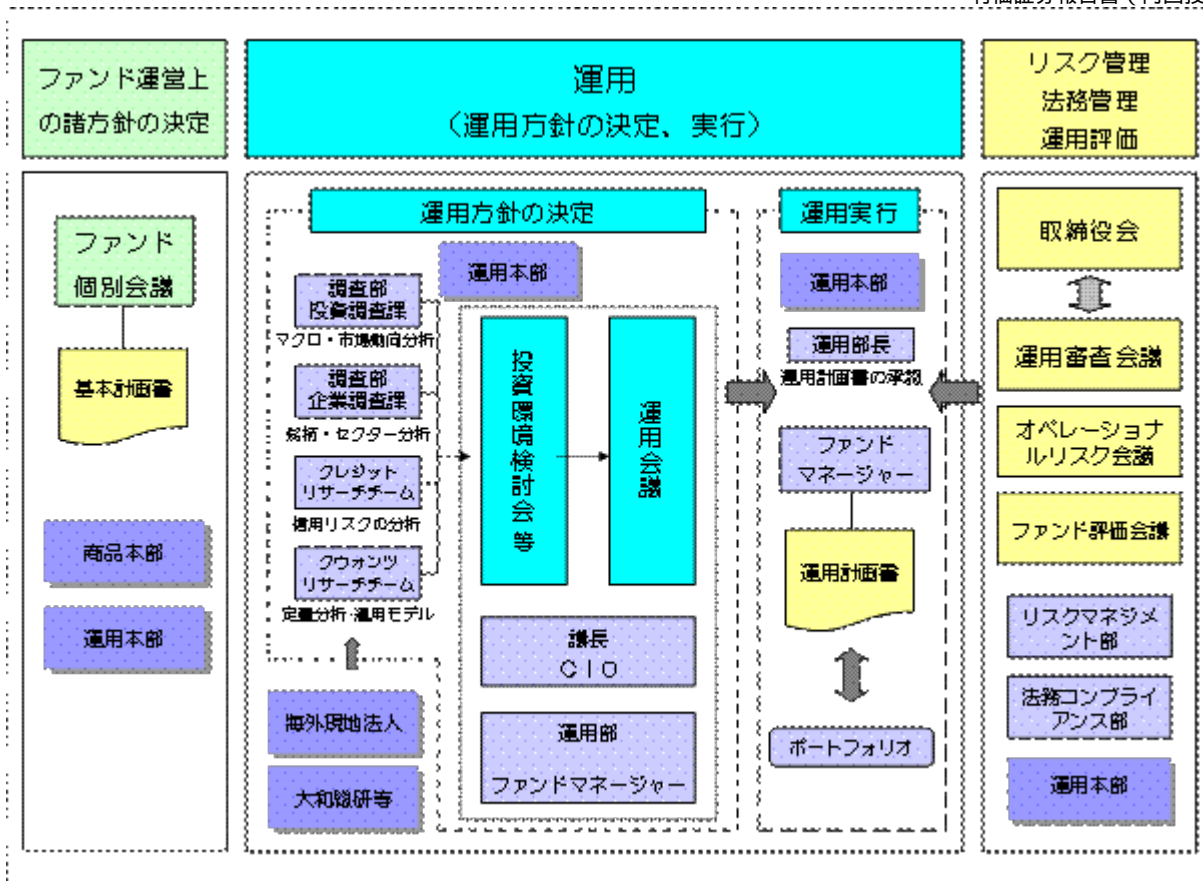 ファンド運営上
の諸方針の決定
運用
（運用方針の決定、実行）
リスク管理
法務管理
運用評価
ファンド
個別会議
基本計画書
商品本部
運用本部
運用方針の決定
運用本部
調査部
投資調査課
マクロ・市場動向分析
調査部
企業調査課
銘柄・セクター分析
クレジット
リサーチチーム
信用リスクの分析
クウォンツ
リサーチチーム
定量分析・運用モデル
海外現地法人
大和総研等
投資環境検討会等
運用会議
議長
ＣＩＯ
運用部
ファンドマネージャー
運用実行
運用本部
運用部長
運用計画書の承認
ファンド
マネージャー
運用計画書
ポートフォリオ
取締役会
運用審査会議
オペレーショナ
ルリスク会議
ファンド評価会議
リスクマネジメ
ント部
法務コンプライ
アンス部
運用本部